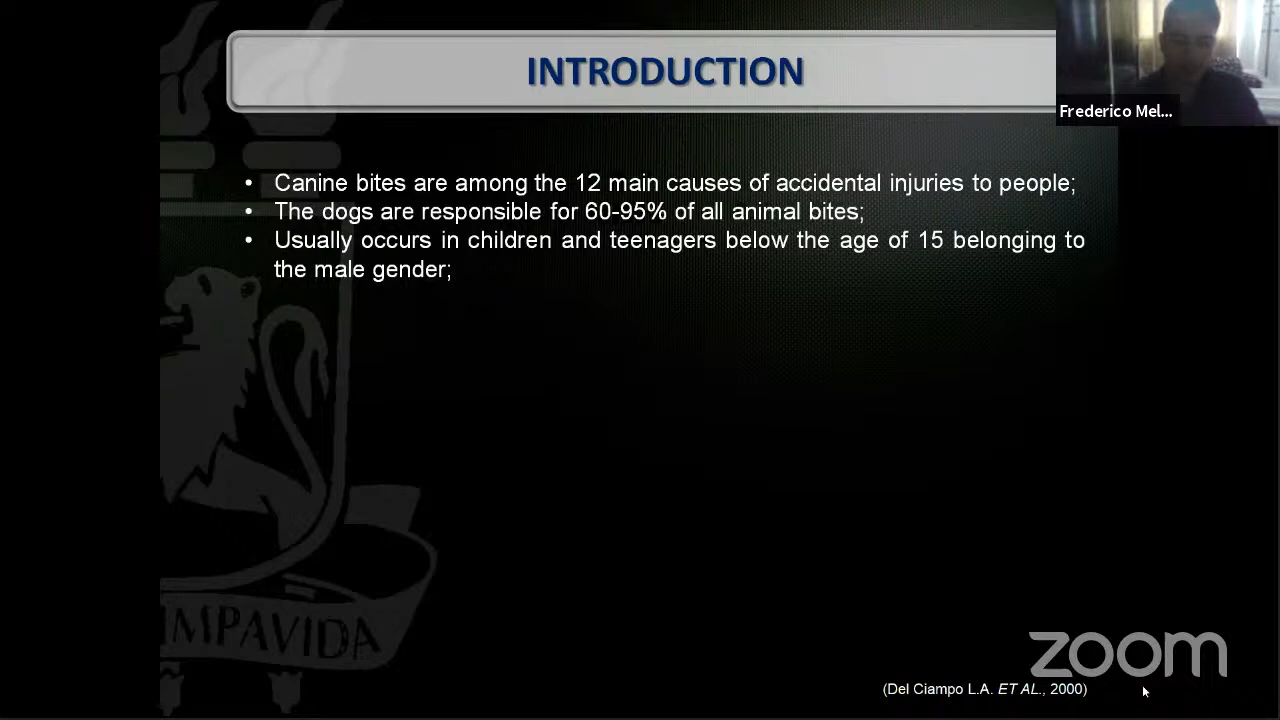 INTRODUCTION
Frederico Mel...
• Canine bites are among the 12 main causes of accidental injuries to people;
• The dogs are responsible for 60-95% of all animal bites;
• Usually occurs in children and teenagers below the age of 15 belonging to
the male gender;
IMPAVIDA
zoom
(Del Ciampo L.A. ET AL., 2000)